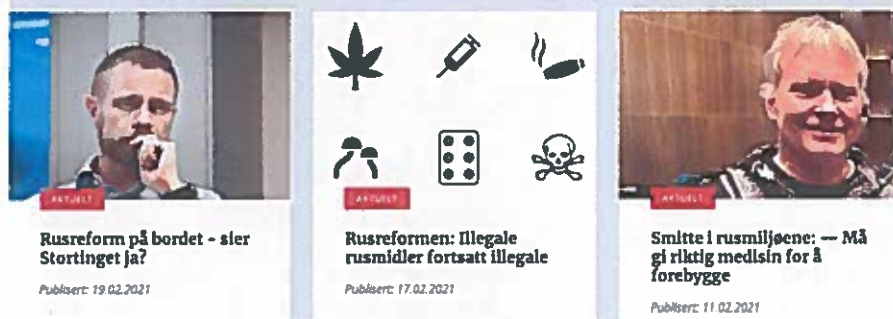 AKTUELT
Rusreform på bordet – sier
Stortinget ja?
Publisert: 19.02.2021
AKTUELT
Rusreformen: Illegale
rusmidler fortsatt illegale
Publisert: 17.02.2021
AKTUELT
Smitte i rusmiljøene: — Må
gi riktig medisin for å
forebygge
Publisert: 11.02.2021